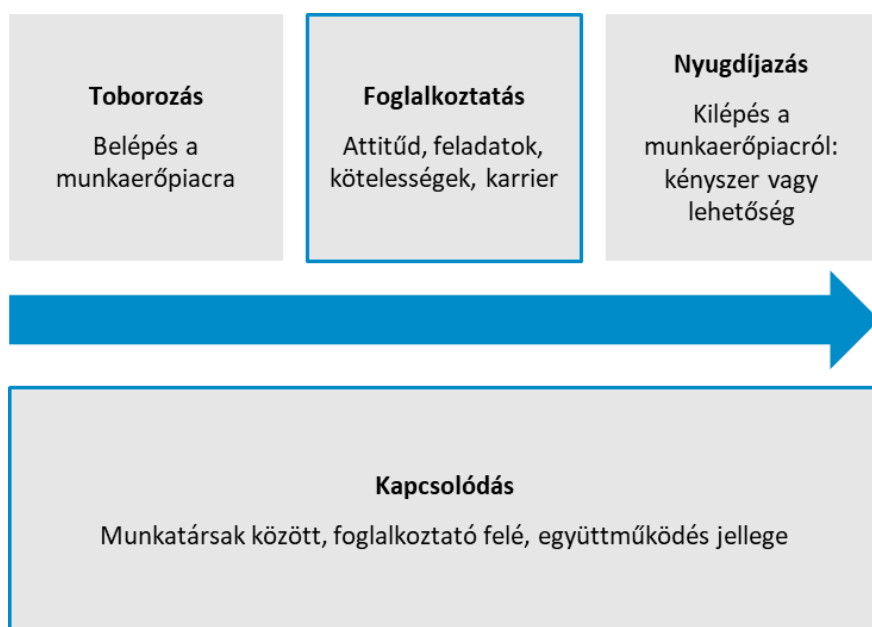 Toborozás
Belépés a
munkaerőpiacra
Foglalkoztatás
Attitűd, feladatok,
kötelességek, karrier
Nyugdíjazás
Kilépés a
munkaerőpiacról:
kényszer vagy
lehetőség
Kapcsolódás
Munkatársak között, foglalkoztató felé, együttműködés jellege